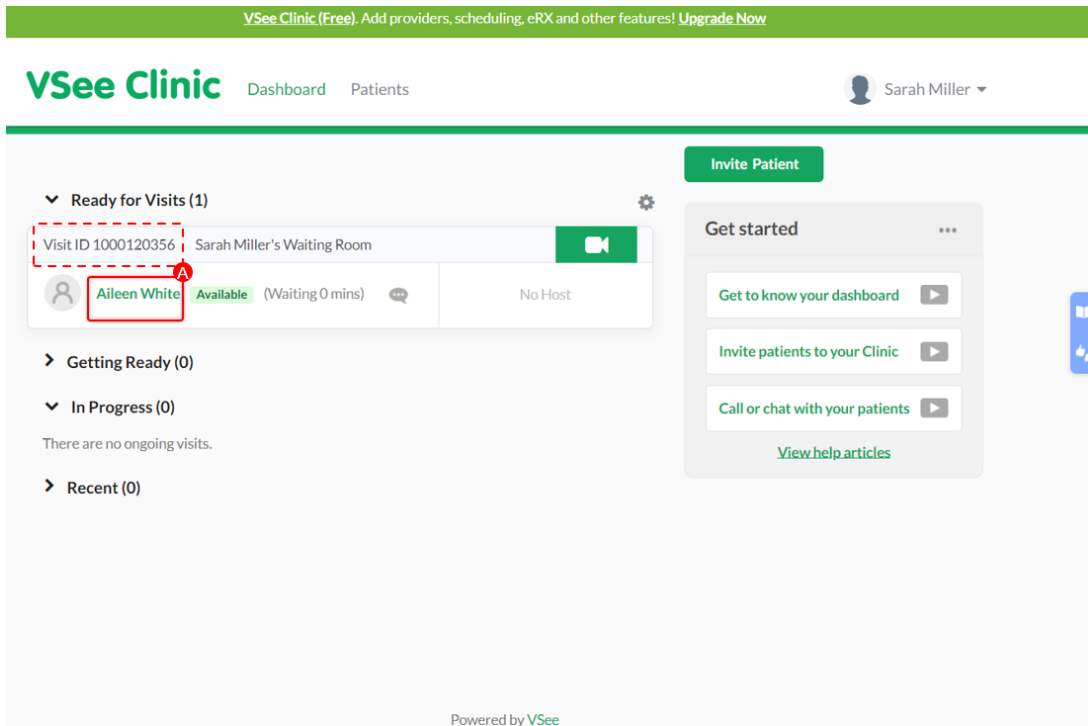 VSee Clinic (Free). Add providers, scheduling, eRX and other features! Upgrade Now
VSee Clinic
Dashboard
Patients
Sarah Miller
Invite Patient
Ready for Visits (1)
Visit ID 1000120356
Sarah Miller's Waiting Room
A
Aileen White
Available
(Waiting 0 mins)
No Host
Getting Ready (0)
In Progress (0)
There are no ongoing visits.
Recent (0)
Get started
Get to know your dashboard
Invite patients to your Clinic
Call or chat with your patients
View help articles
Powered by VSee